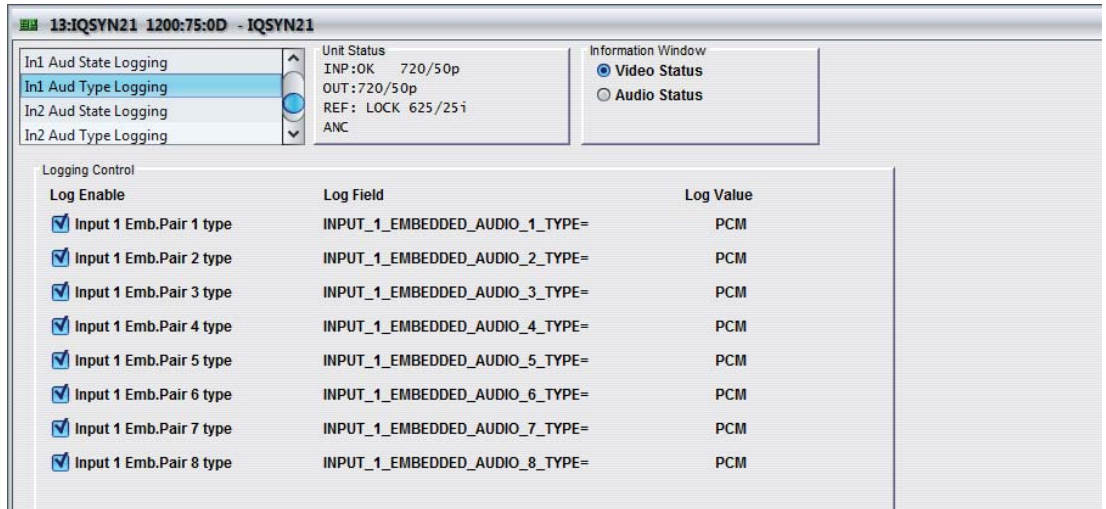 13:IQSYN21 1200:75:0D - IQSYN21
In1 Aud State Logging
In1 Aud Type Logging
In2 Aud State Logging
In2 Aud Type Logging
Unit Status
INP:OK 720/50p
OUT:720/50p
REF: LOCK 625/25i
ANC
Information Window
Video Status
Audio Status
Logging Control
Log Enable Log Field Log Value
Input 1 Emb.Pair 1 type INPUT_1_EMBEDDED_AUDIO_1_TYPE= PCM
Input 1 Emb.Pair 2 type INPUT_1_EMBEDDED_AUDIO_2_TYPE= PCM
Input 1 Emb.Pair 3 type INPUT_1_EMBEDDED_AUDIO_3_TYPE= PCM
Input 1 Emb.Pair 4 type INPUT_1_EMBEDDED_AUDIO_4_TYPE= PCM
Input 1 Emb.Pair 5 type INPUT_1_EMBEDDED_AUDIO_5_TYPE= PCM
Input 1 Emb.Pair 6 type INPUT_1_EMBEDDED_AUDIO_6_TYPE= PCM
Input 1 Emb.Pair 7 type INPUT_1_EMBEDDED_AUDIO_7_TYPE= PCM
Input 1 Emb.Pair 8 type INPUT_1_EMBEDDED_AUDIO_8_TYPE= PCM